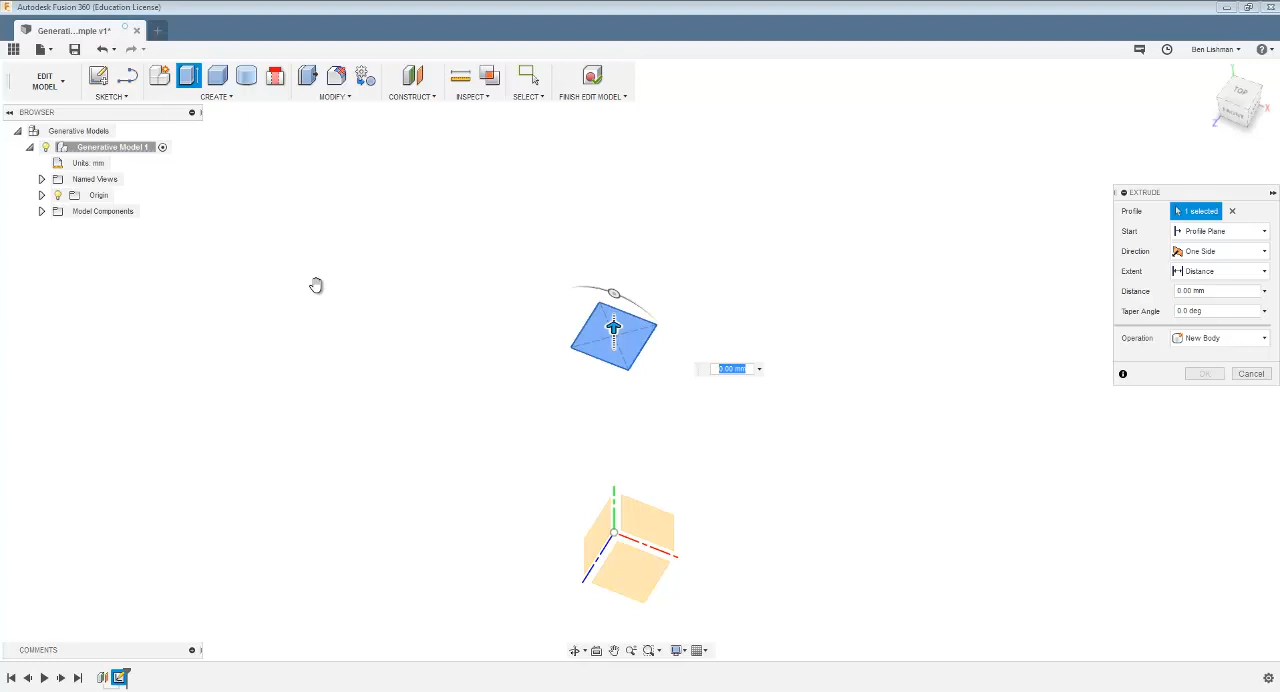 Autodesk Fusion 360 (Education License)
Generati...mple v1*
Ben Lishman
EDIT MODEL
SKETCH
CREATE
MODIFY
CONSTRUCT
INSPECT
SELECT
FINISH EDIT MODEL
BROWSER
Generative Models
Generative Model 1
Units: mm
Named Views
Origin
Model Components
TOP
X
Z
Y
EXTRUDE
Profile 1 selected
Start Profile Plane
Direction One Side
Extent Distance
Distance 0.00 mm
Taper Angle 0.0 deg
Operation New Body
OK Cancel
0.00 mm
COMMENTS